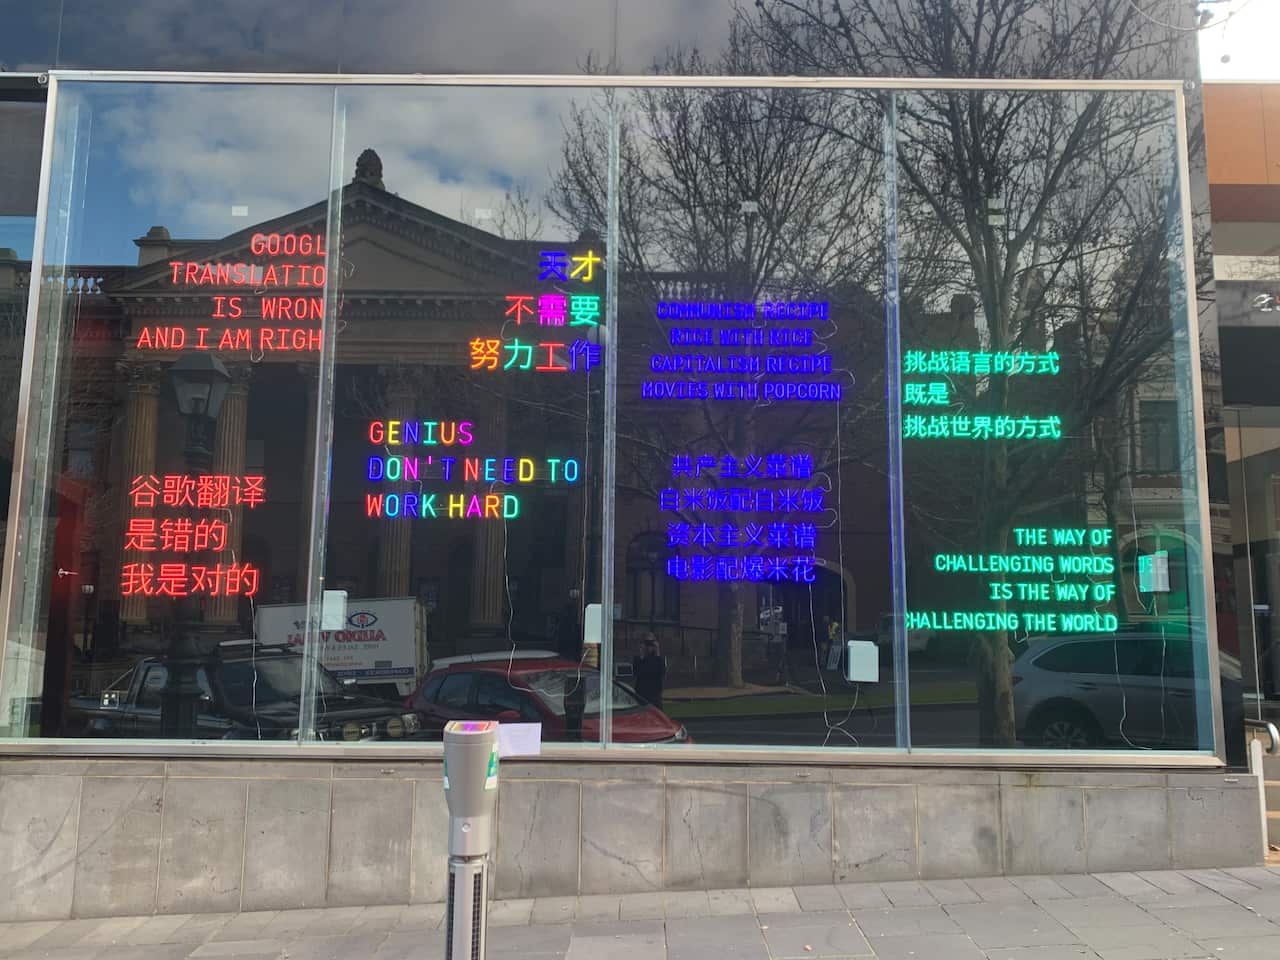 GOOGL
TRANSLATIO
IS WRON
AND I AM RIGH
谷歌翻译
是错的
我是对的
天才
不需要
努力工作
GENIUS
DON'T NEED TO
WORK HARD
COMMUNISM RECIPE
RICE WITH RICE
CAPITALISM RECIPE
MOVIES WITH POPCORN
共产主义菜谱
白米饭配白米饭
资本主义菜谱
电影配爆米花
挑战语言的方式
既是
挑战世界的方式
THE WAY OF
CHALLENGING WORDS
IS THE WAY OF
CHALLENGING THE WORLD